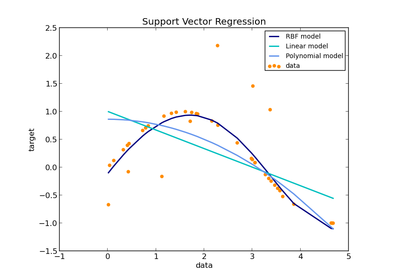 Support Vector Regression
2.5
2.0
1.5
1.0
0.5
0.0
−0.5
−1.0
−1.5
target
RBF model
Linear model
Polynomial model
data
−1
0
1
2
3
4
5
data